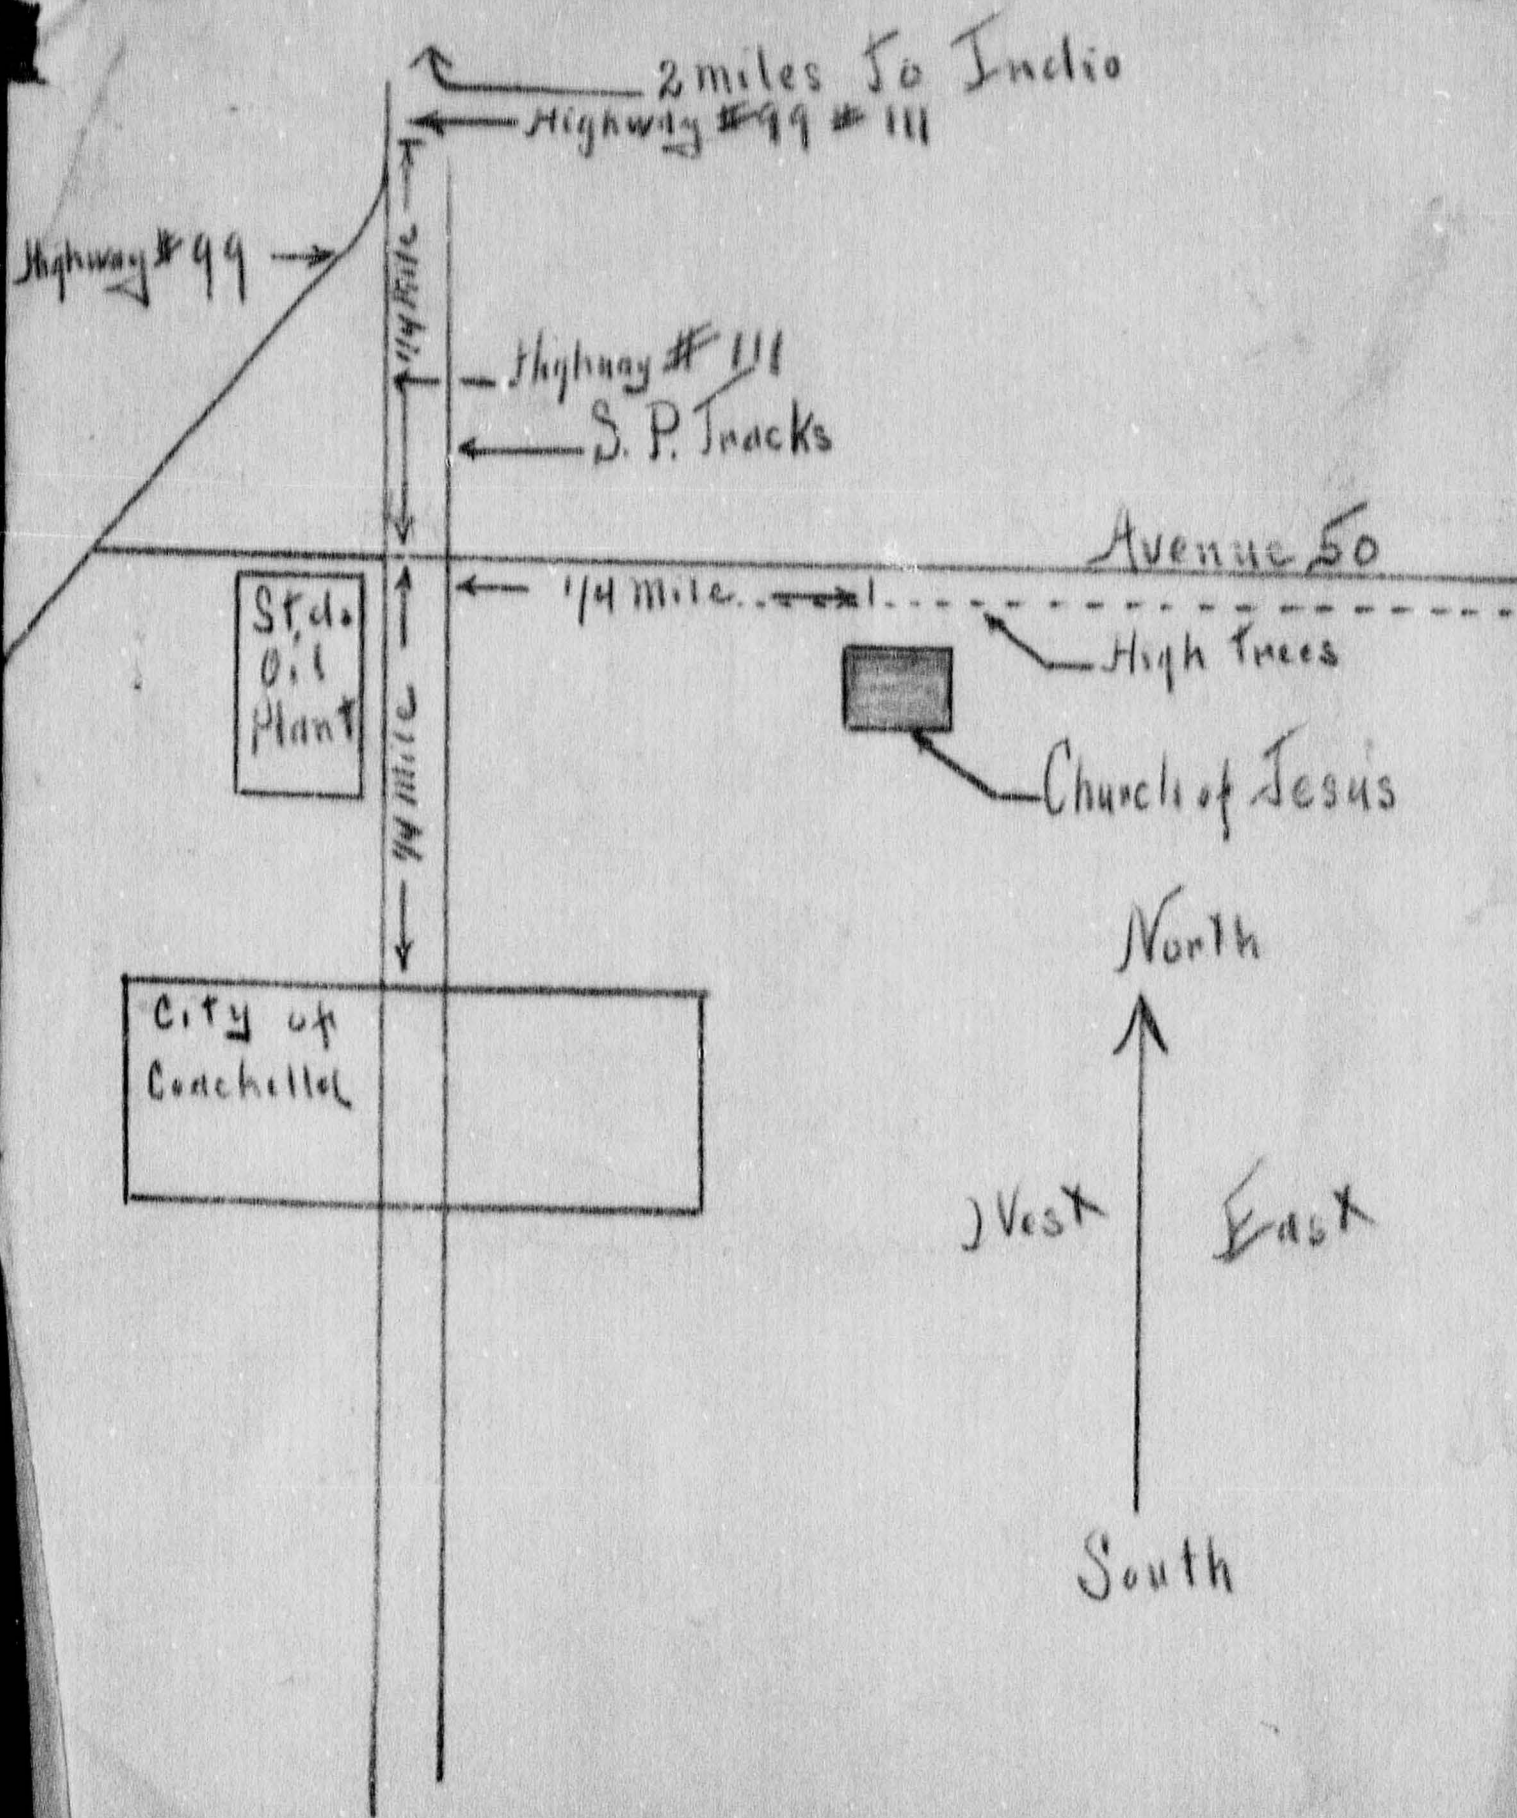 2 miles To Indio
Highway #99 # 111
Highway #99
1/4 Mile
Highway # 111
S. P. Tracks
Avenue 50
1/4 Mile
Std.
Oil
Plant
High Trees
1/4 Mile
Church of Jesus
North
City of
Coachella
West
East
South